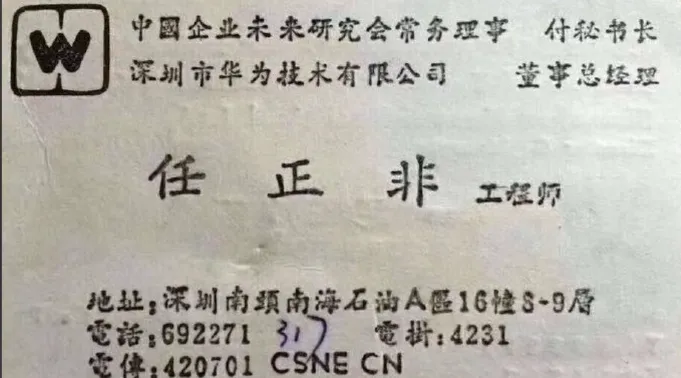 W
中國企业未来研究会常务理事 付秘书长
深圳市华为技术有限公司 董事总经理
任正非 工程师
地址:深圳南頭南海石油A區16幢8-9層
電話:692271 317 電掛:4231
電傳:420701 CSNE CN